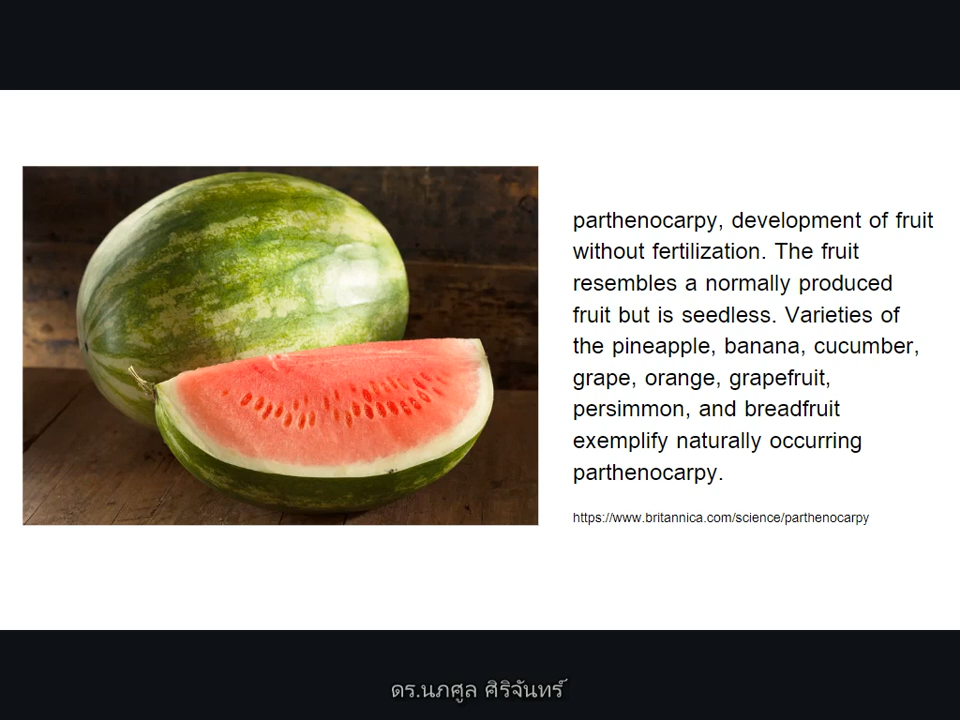 parthenocarpy, development of fruit
without fertilization. The fruit
resembles a normally produced
fruit but is seedless. Varieties of
the pineapple, banana, cucumber,
grape, orange, grapefruit,
persimmon, and breadfruit
exemplify naturally occurring
parthenocarpy.
https://www.britannica.com/science/parthenocarpy
ดร.นภศูล ศิริจันทร์